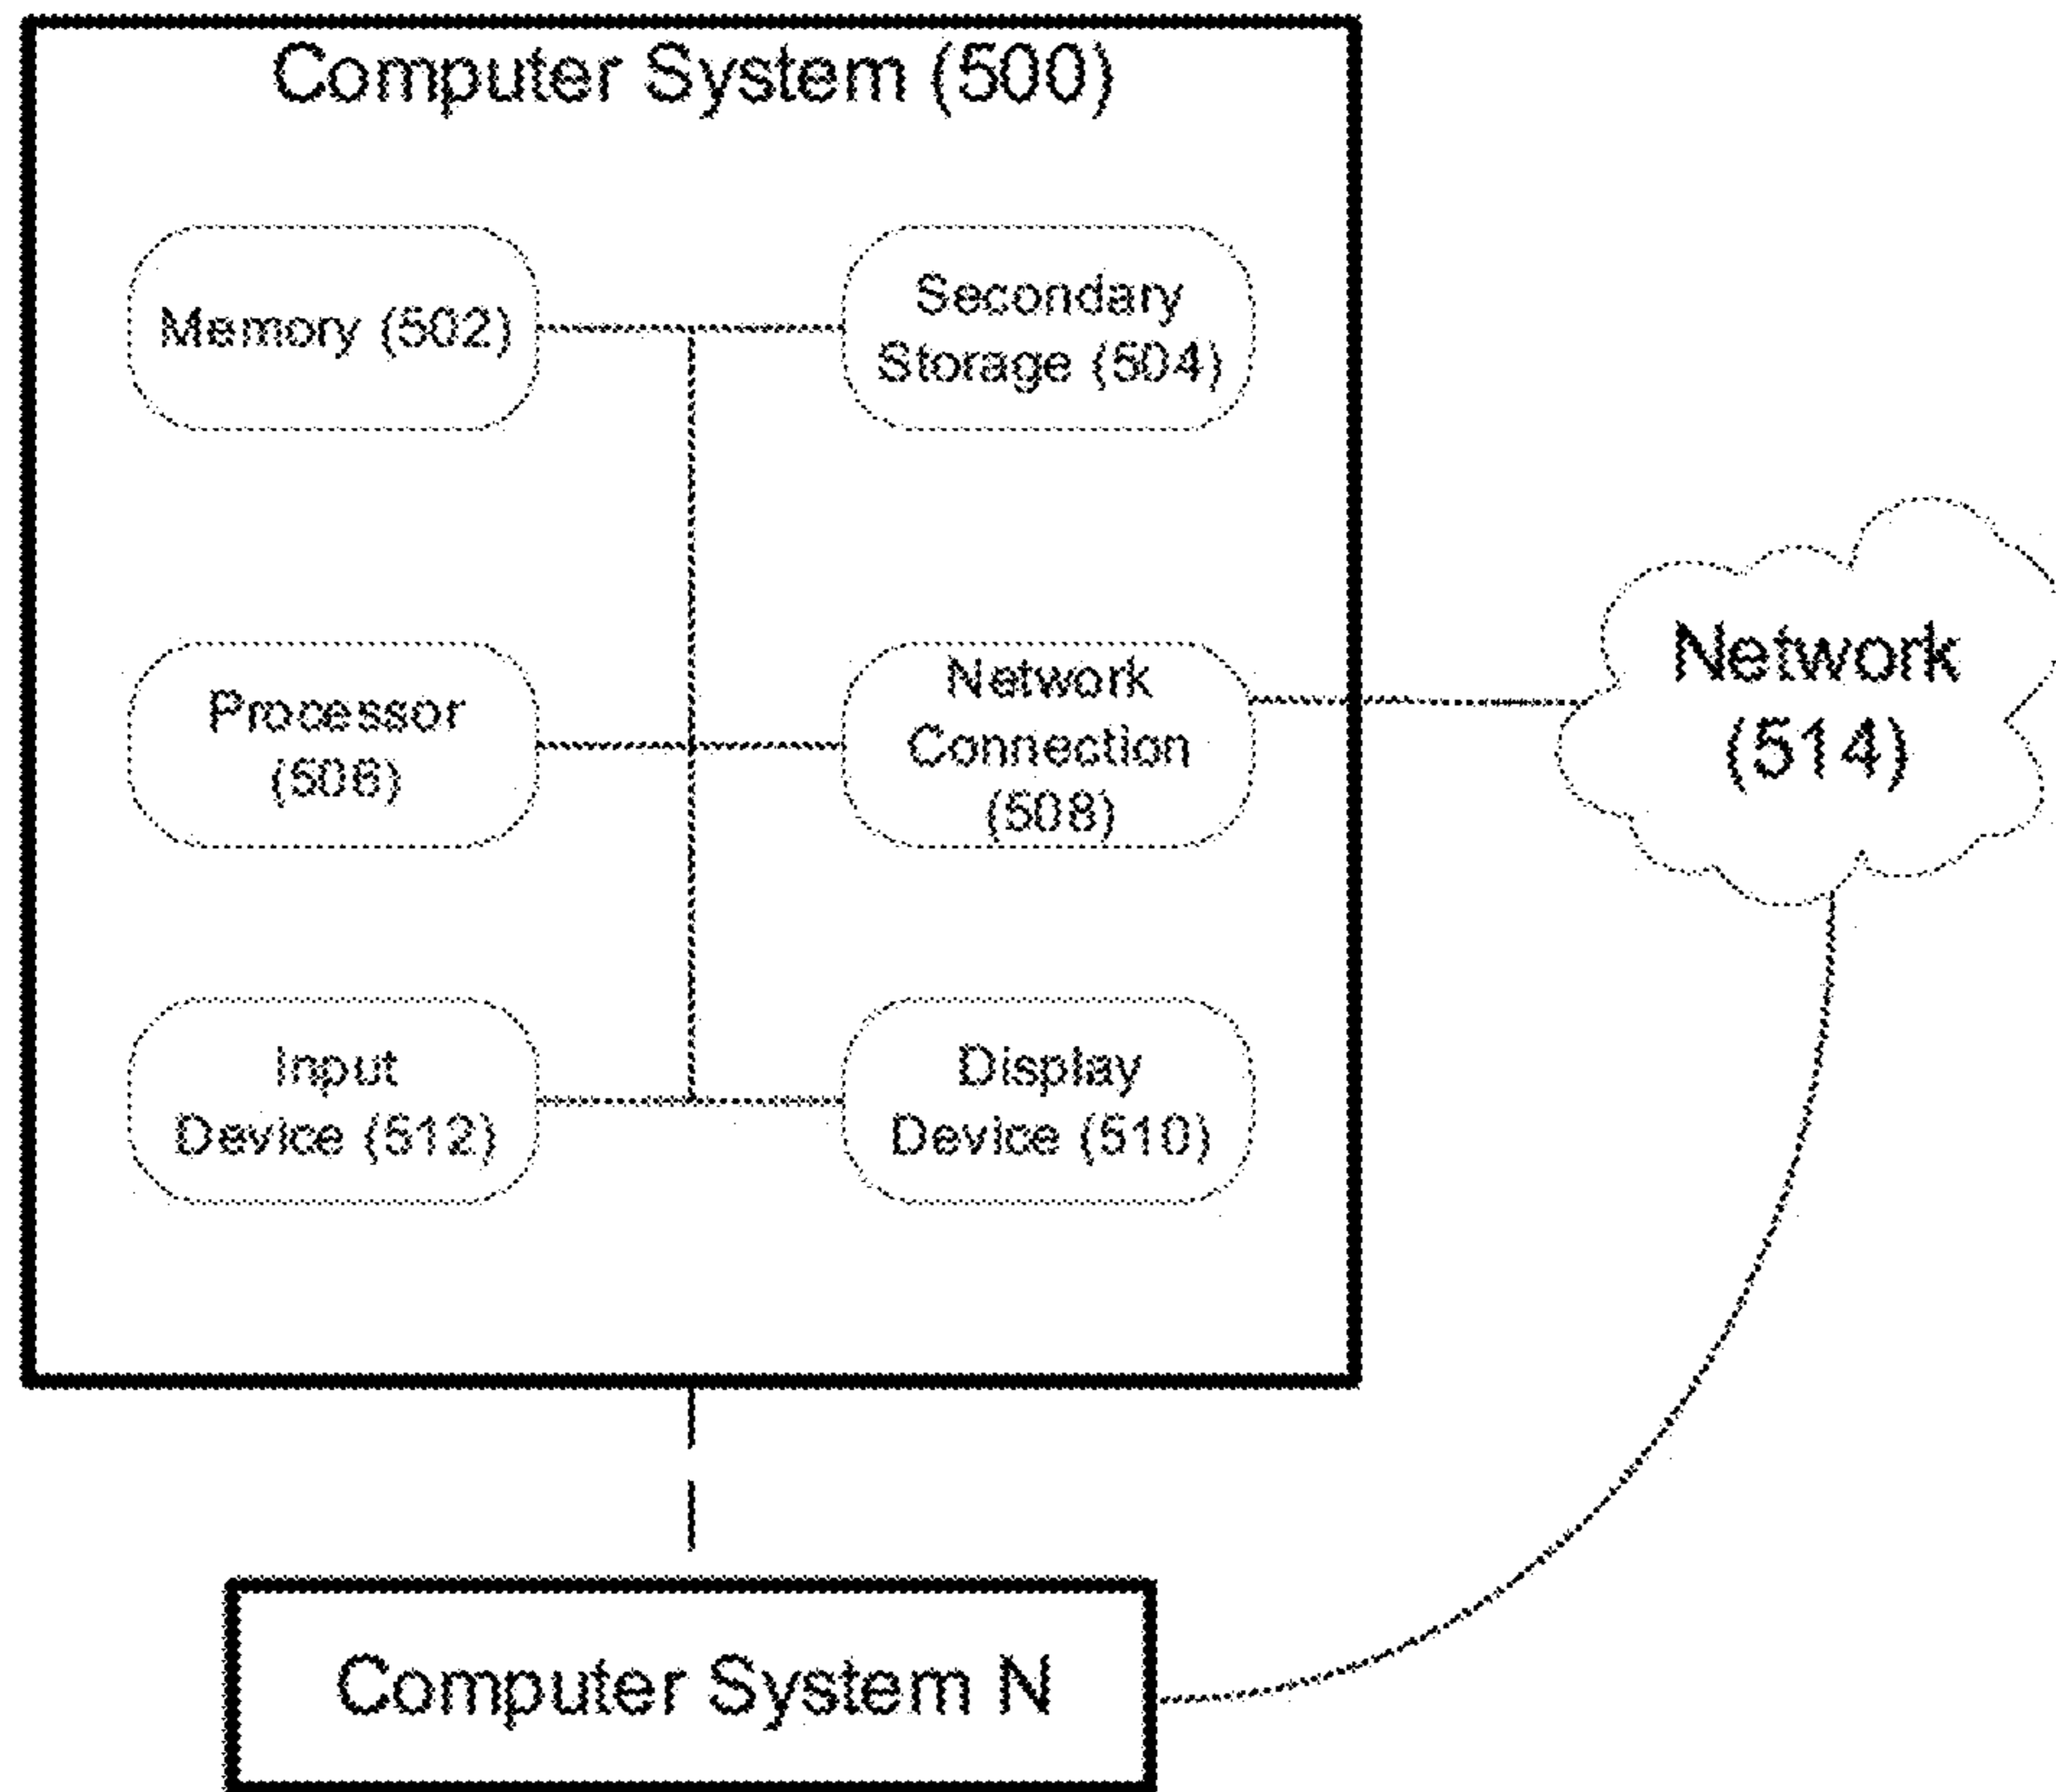 Computer System (500)
Memory (502)
Secondary
Storage (504)
Processor
(506)
Network
Connection
(508)
Input
Device (512)
Display
Device (510)
Network
(514)
Computer System N